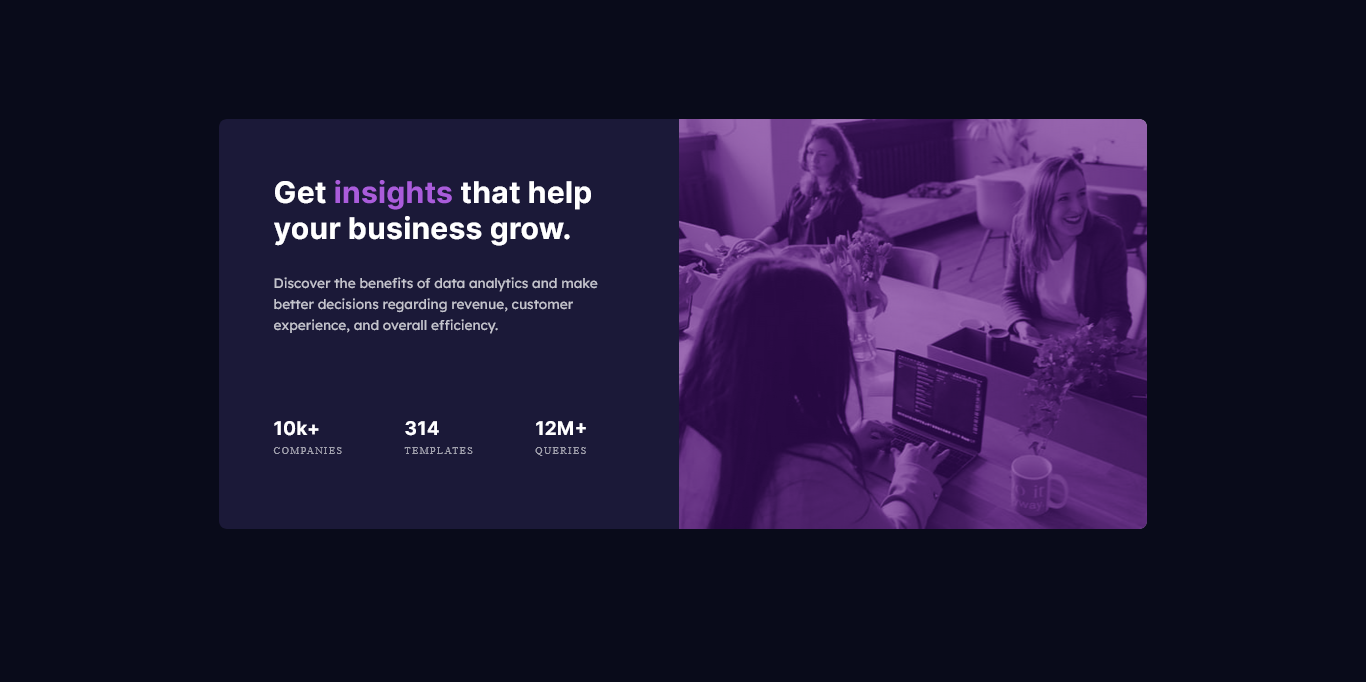 Get insights that help
your business grow.
Discover the benefits of data analytics and make
better decisions regarding revenue, customer
experience, and overall efficiency.
10k+ 314 12M+
COMPANIES TEMPLATES QUERIES